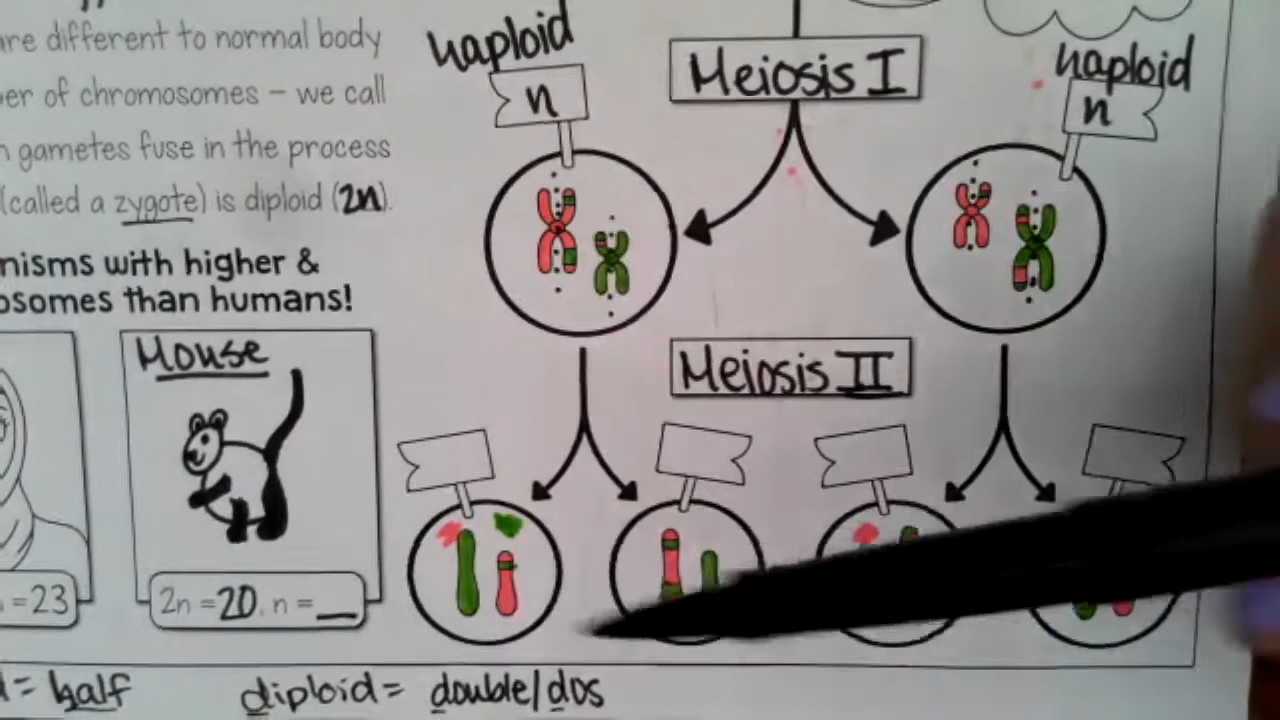 are different to normal body
er of chromosomes – we call
gametes fuse in the process
(called a zygote) is diploid (2n).
nisms with higher &
osomes than humans!
=23
Mouse
2n = 20, n = __
= half
diploid = double/dos
haploid
n
Meiosis I
haploid
n
Meiosis II